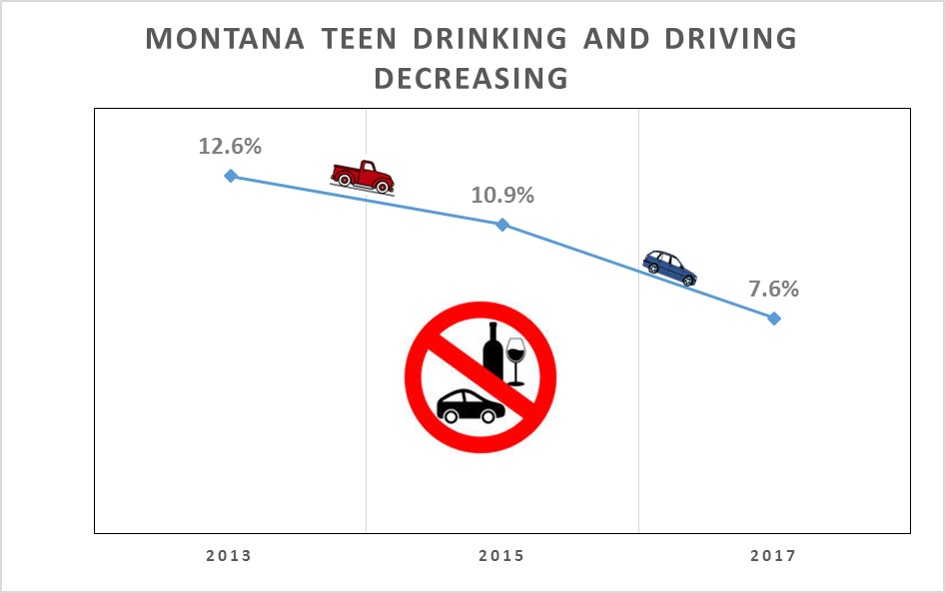 MONTANA TEEN DRINKING AND DRIVING
DECREASING
12.6%
10.9%
7.6%
2013 2015 2017